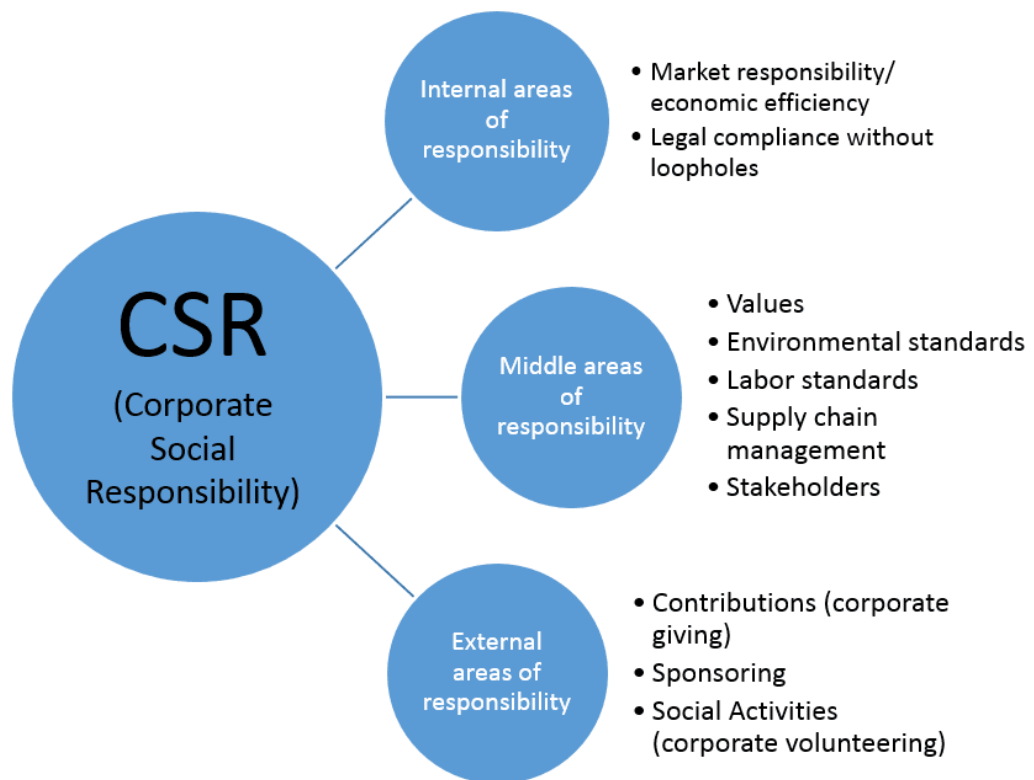 CSR
(Corporate
Social
Responsibility)
Internal areas
of
responsibility
• Market responsibility/
economic efficiency
• Legal compliance without
loopholes
Middle areas
of
responsibility
• Values
• Environmental standards
• Labor standards
• Supply chain
management
• Stakeholders
External
areas of
responsibility
• Contributions (corporate
giving)
• Sponsoring
• Social Activities
(corporate volunteering)